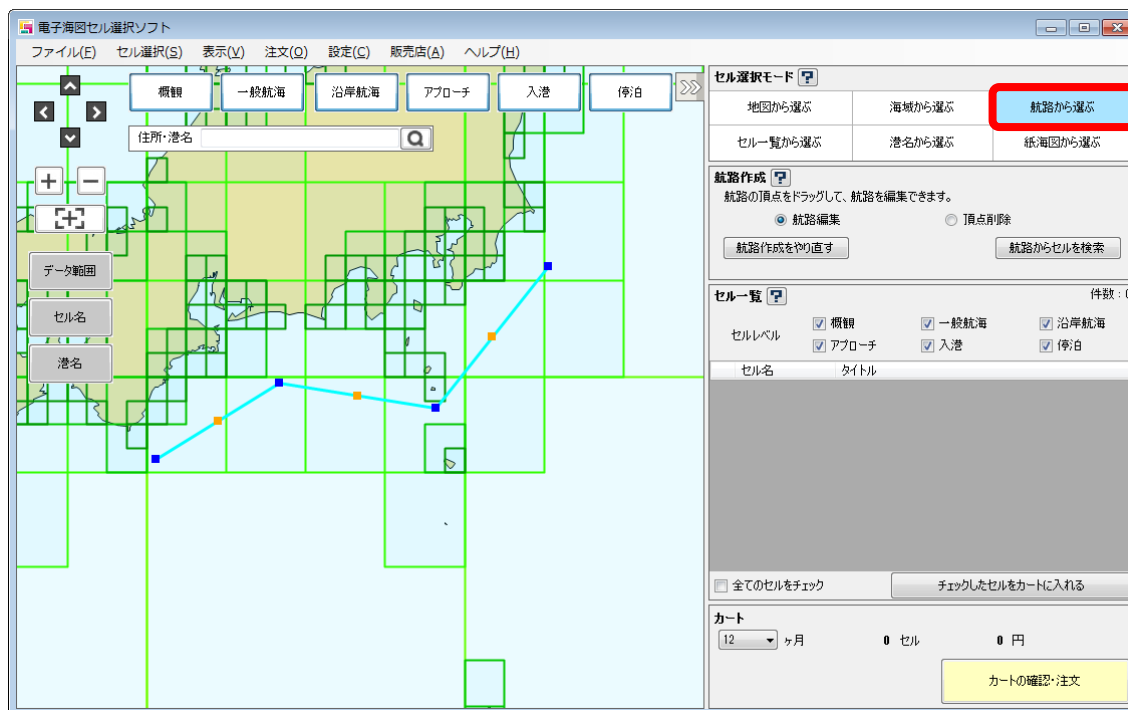 電子海図セル選択ソフト
ファイル(F) セル選択(S) 表示(V) 注文(O) 設定(C) 販売店(A) ヘルプ(H)
概観 一般航海 沿岸航海 アプローチ 入港 停泊
住所・港名
データ範囲
セル名
港名
セル選択モード ?
地図から選ぶ 海域から選ぶ 航路から選ぶ
セル一覧から選ぶ 港名から選ぶ 紙海図から選ぶ
航路作成 ?
航路の頂点をドラッグして、航路を編集できます。
航路編集 頂点削除
航路作成をやり直す 航路からセルを検索
セル一覧 ? 件数:0
セルレベル
概観 一般航海 沿岸航海
アプローチ 入港 停泊
セル名 タイトル
全てのセルをチェック チェックしたセルをカートに入れる
カート
12 ヶ月 0 セル 0 円
カートの確認・注文